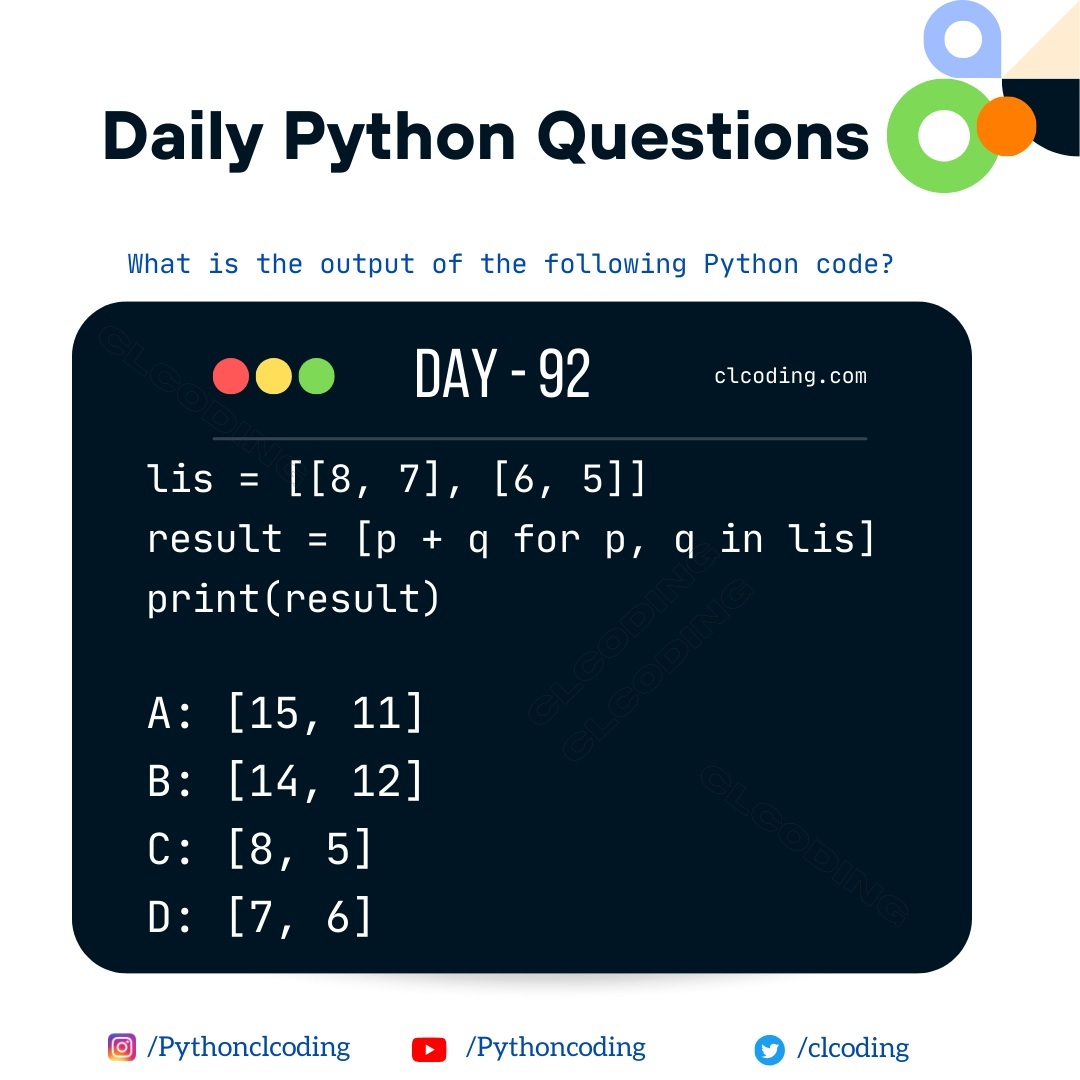 Daily Python Questions
What is the output of the following Python code?
DAY - 92
clcoding.com
lis = [[8, 7], [6, 5]]
result = [p + q for p, q in lis]
print(result)
A: [15, 11]
B: [14, 12]
C: [8, 5]
D: [7, 6]
CLCODING
CLCODING
CLCODING
CLCODING
/Pythonclcoding
/Pythoncoding
/clcoding